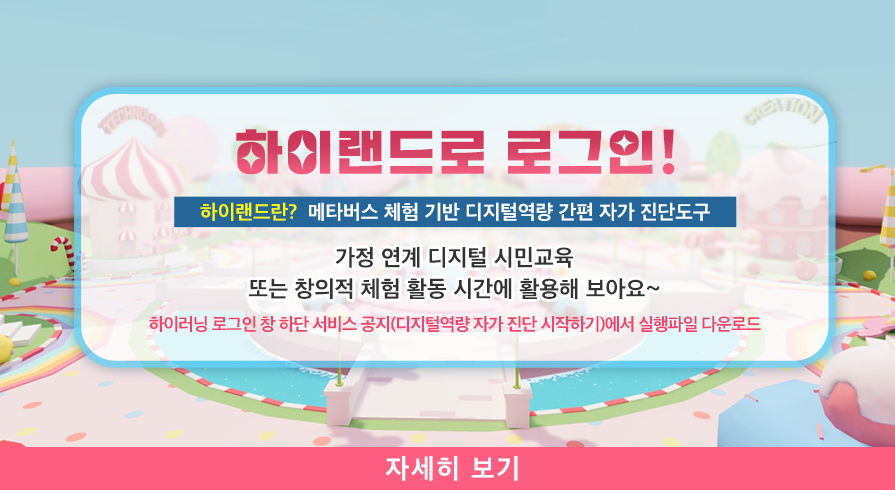 TECHNOLOGY
CREATION
하이랜드로 로그인!
하이랜드란? 메타버스 체험 기반 디지털역량 간편 자가 진단도구
가정 연계 디지털 시민교육
또는 창의적 체험 활동 시간에 활용해 보아요~
하이러닝 로그인 창 하단 서비스 공지(디지털역량 자가 진단 시작하기)에서 실행파일 다운로드
자세히 보기